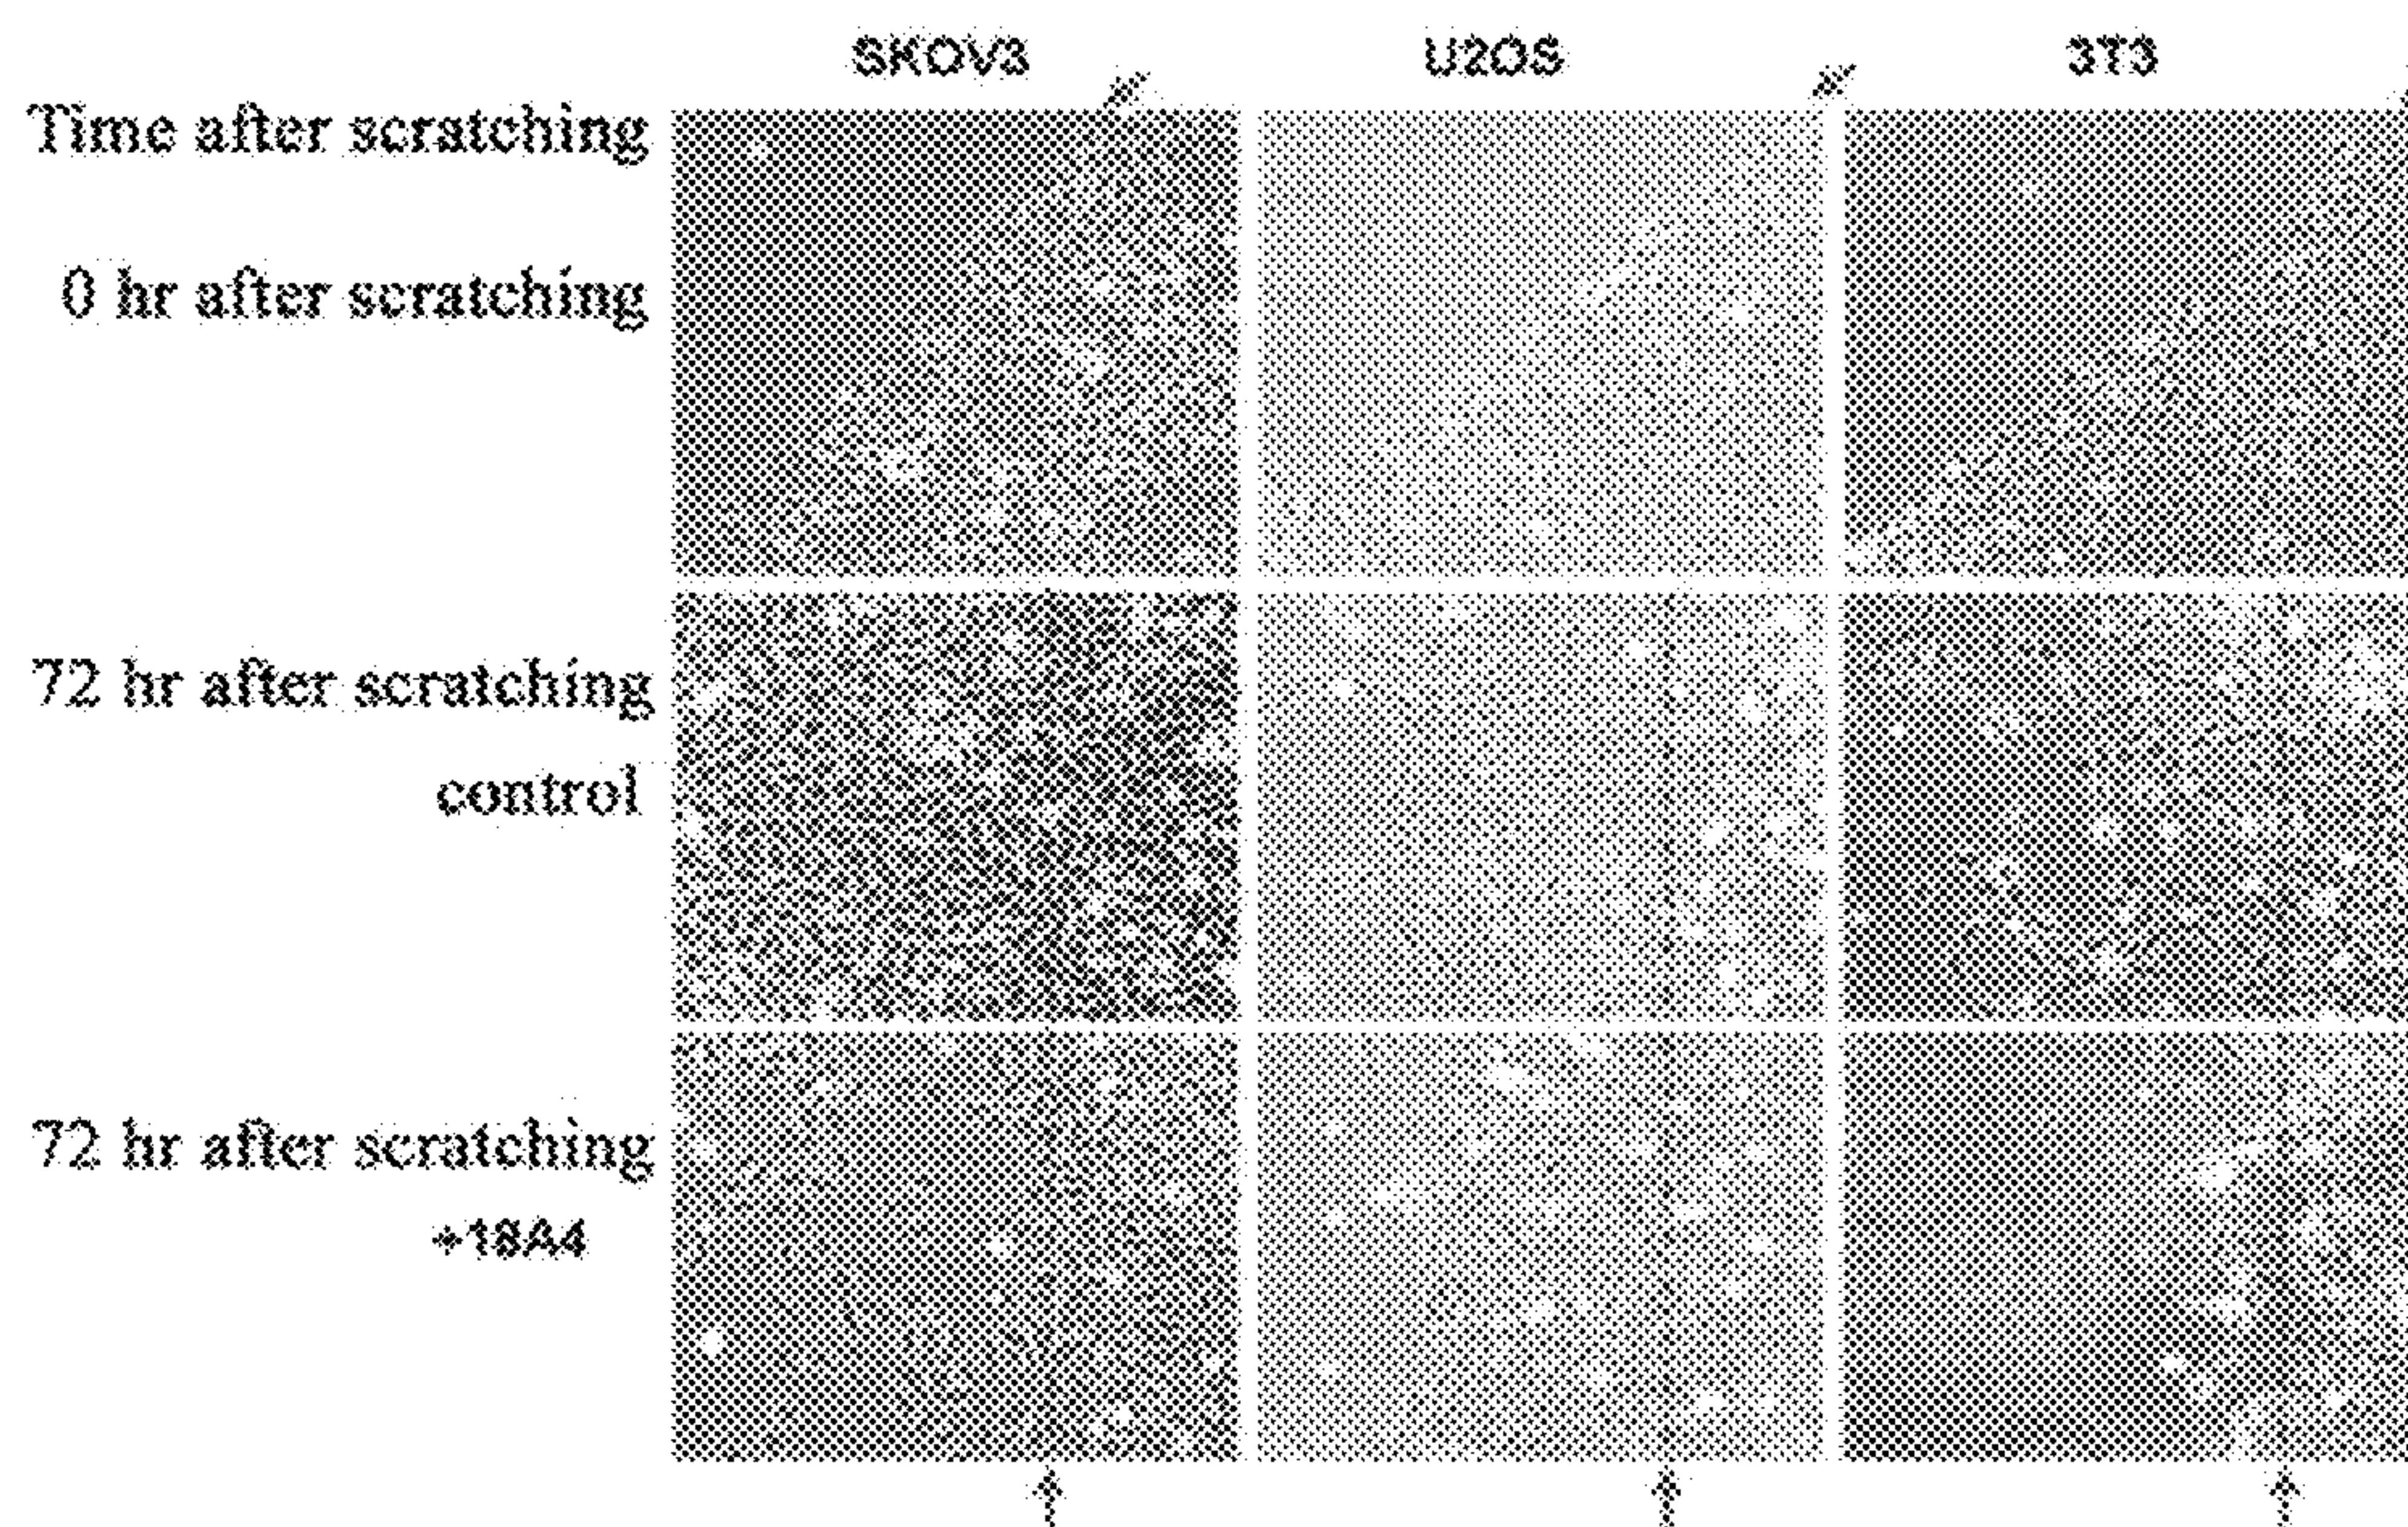 SKOV3 U2OS 3T3
Time after scratching
0 hr after scratching
72 hr after scratching
control
72 hr after scratching
+18A4